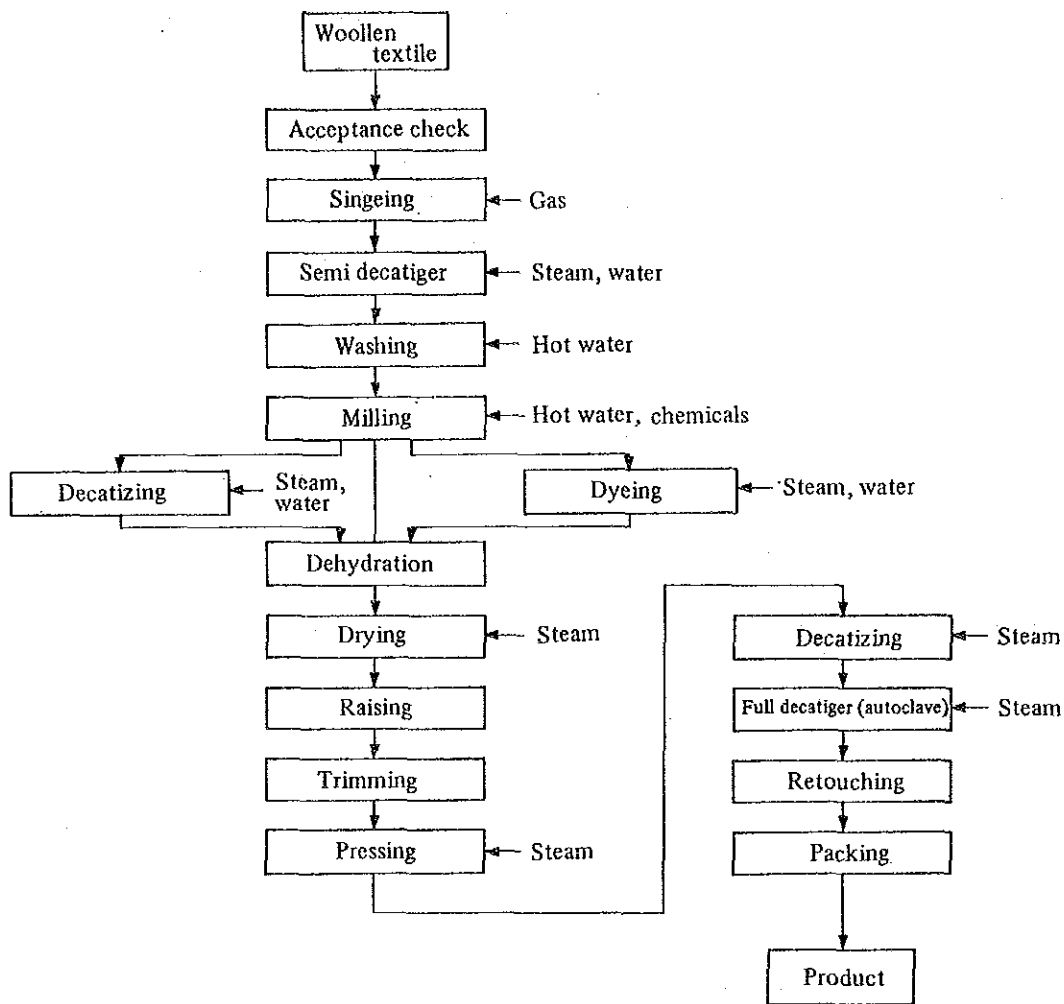 Woollen
textile
Acceptance check
Singeing
Gas
Semi decatiger
Steam, water
Washing
Hot water
Milling
Hot water, chemicals
Decatizing
Steam,
water
Dyeing
Steam, water
Dehydration
Drying
Steam
Raising
Trimming
Pressing
Steam
Decatizing
Steam
Full decatiger (autoclave)
Steam
Retouching
Packing
Product